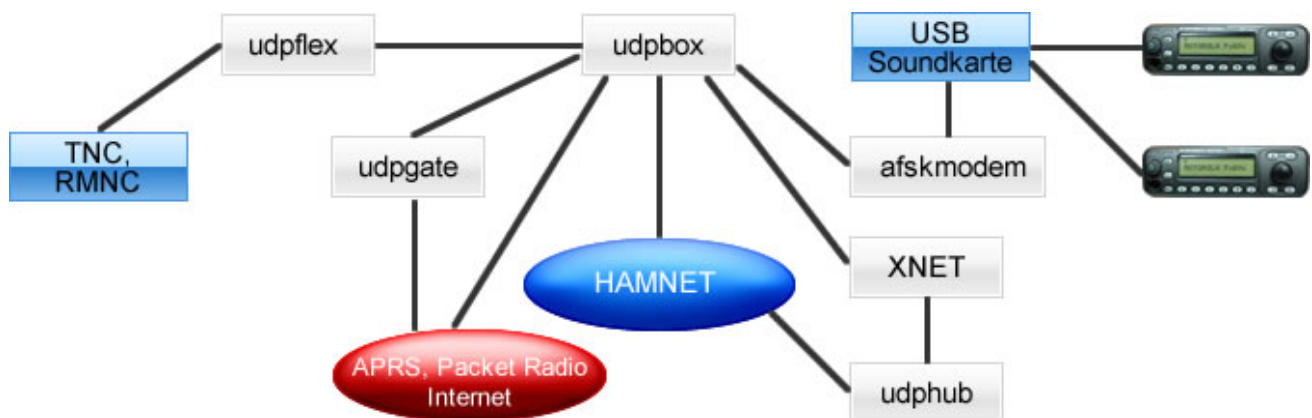 udpflex
udpbox
USB
Soundkarte
TNC,
RMNC
udpgate
afskmodem
HAMNET
XNET
APRS, Packet Radio
Internet
udphub